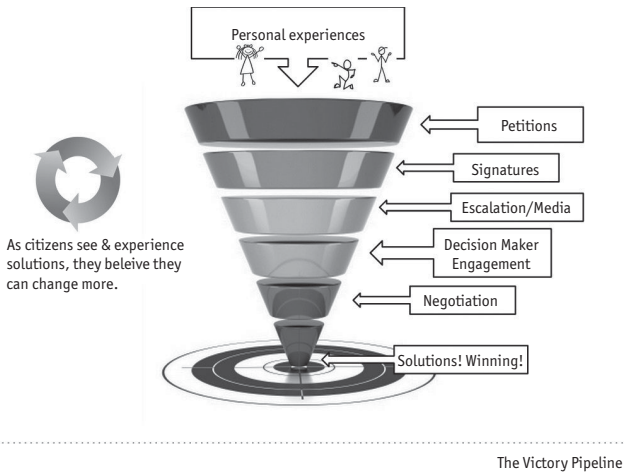 Personal experiences
Petitions
Signatures
Escalation/Media
Decision Maker
Engagement
Negotiation
Solutions! Winning!
As citizens see & experience
solutions, they beleive they
can change more.
The Victory Pipeline